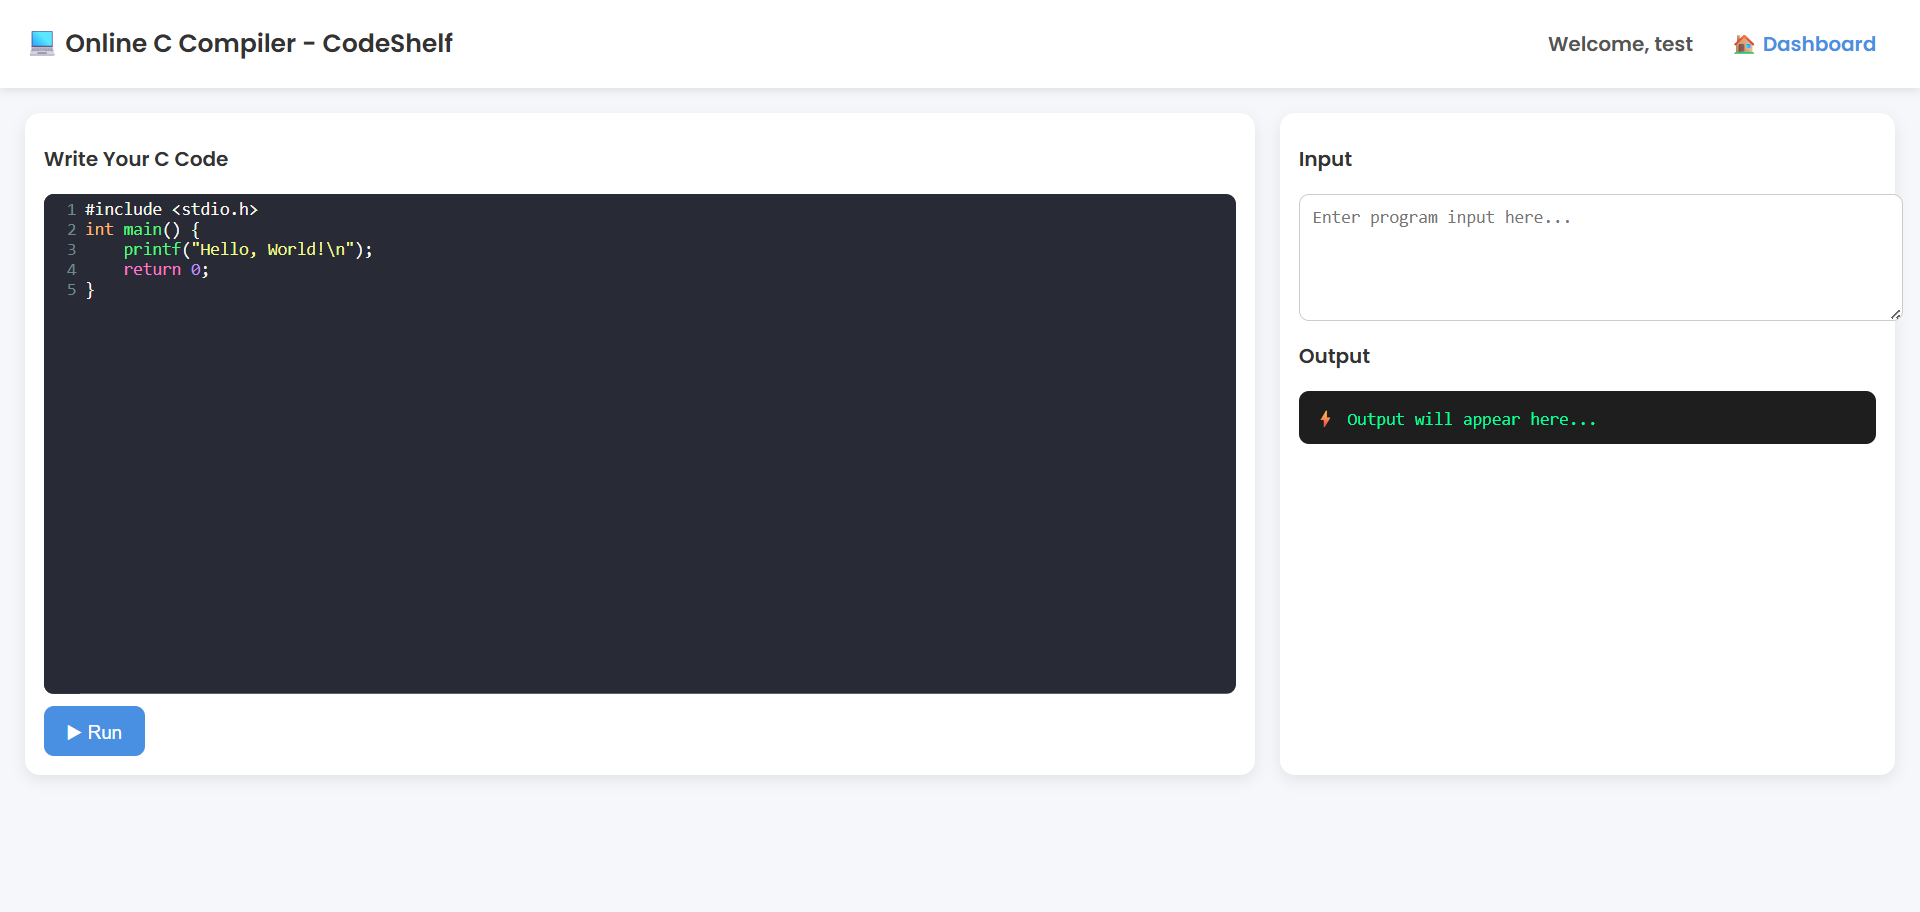 💻 Online C Compiler - CodeShelf
Welcome, test 🏠 Dashboard
Write Your C Code
1 #include <stdio.h>
2 int main() {
3     printf("Hello, World!\n");
4     return 0;
5 }
▶ Run
Input
Enter program input here...
Output
⚡ Output will appear here...